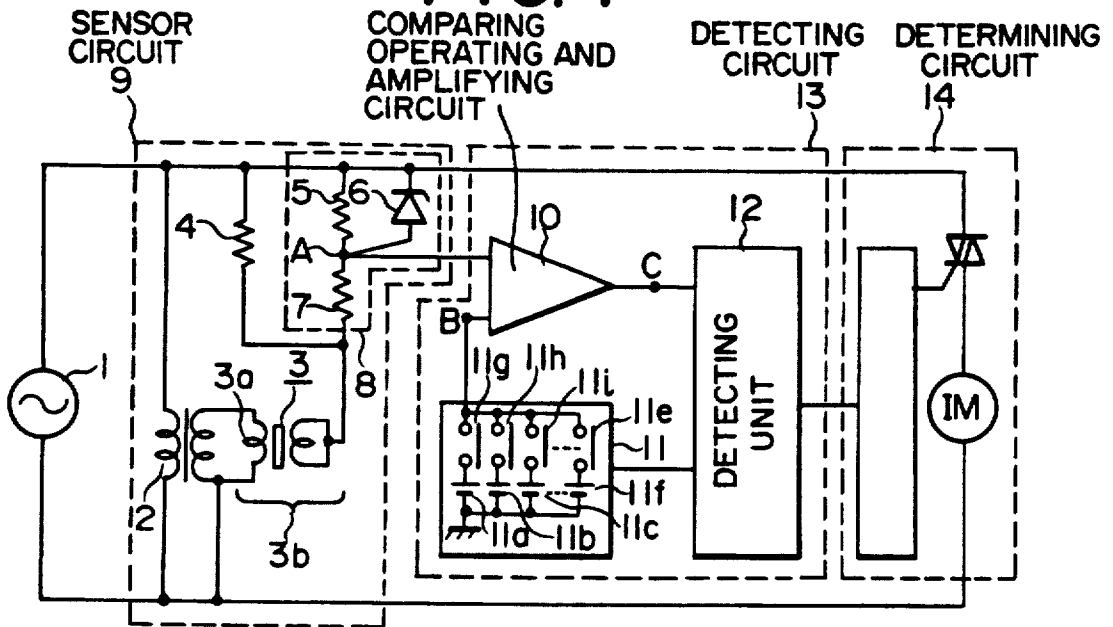 SENSOR
CIRCUIT
9
COMPARING
OPERATING AND
AMPLIFYING
CIRCUIT
DETECTING
CIRCUIT
13
DETERMINING
CIRCUIT
14
5
6
4
A
7
10
C
12
B
8
1
3a
3
2
3b
11g
11h
11i
11e
11
11f
11a
11b
11c
DETECTING
UNIT
IM